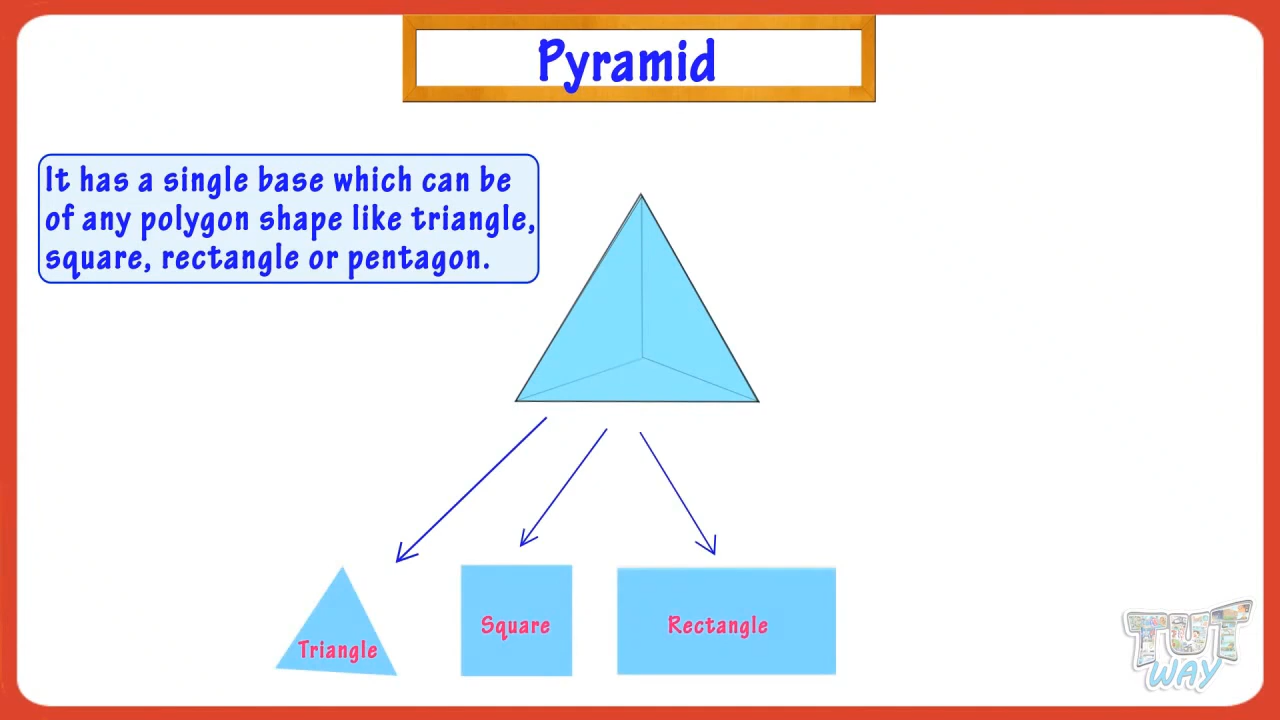 Pyramid
It has a single base which can be
of any polygon shape like triangle,
square, rectangle or pentagon.
Triangle
Square
Rectangle
TUT
WAY